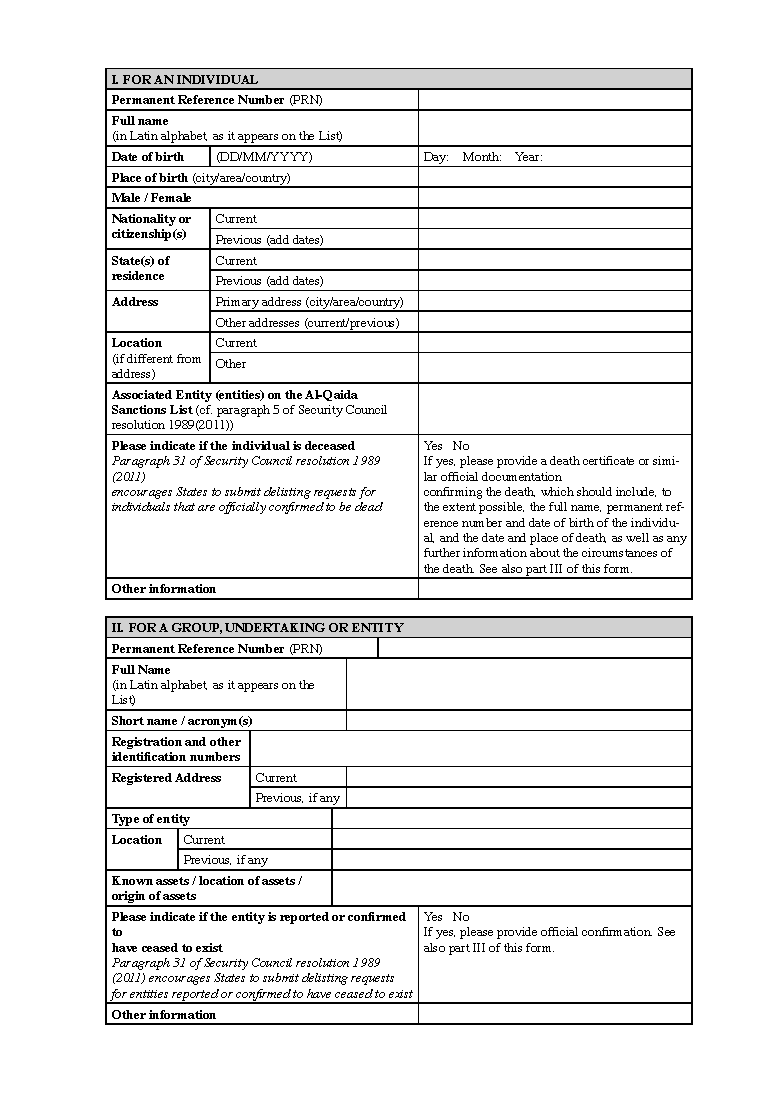 I. FOR AN INDIVIDUAL
Permanent Reference Number (PRN)
Full name
(in Latin alphabet, as it appears on the List)
Date of birth (DD/MM/YYYY) Day: Month: Year:
Place of birth (city/area/country)
Male / Female
Nationality or
citizenship(s)
Current
Previous (add dates)
State(s) of
residence
Current
Previous (add dates)
Address
Primary address (city/area/country)
Other addresses (current/previous)
Location
(if different from
address)
Current
Other
Associated Entity (entities) on the Al-Qaida
Sanctions List (cf. paragraph 5 of Security Council
resolution 1989(2011))
Please indicate if the individual is deceased
Paragraph 31 of Security Council resolution 1989
(2011)
encourages States to submit delisting requests for
individuals that are officially confirmed to be dead
Yes No
If yes, please provide a death certificate or simi-
lar official documentation
confirming the death, which should include, to
the extent possible, the full name, permanent ref-
erence number and date of birth of the individu-
al, and the date and place of death, as well as any
further information about the circumstances of
the death. See also part III of this form.
Other information
II. FOR A GROUP, UNDERTAKING OR ENTITY
Permanent Reference Number (PRN)
Full Name
(in Latin alphabet, as it appears on the
List)
Short name / acronym(s)
Registration and other
identification numbers
Registered Address
Current
Previous, if any
Type of entity
Location
Current
Previous, if any
Known assets / location of assets /
origin of assets
Please indicate if the entity is reported or confirmed
to
have ceased to exist
Paragraph 31 of Security Council resolution 1989
(2011) encourages States to submit delisting requests
for entities reported or confirmed to have ceased to exist
Yes No
If yes, please provide official confirmation. See
also part III of this form.
Other information